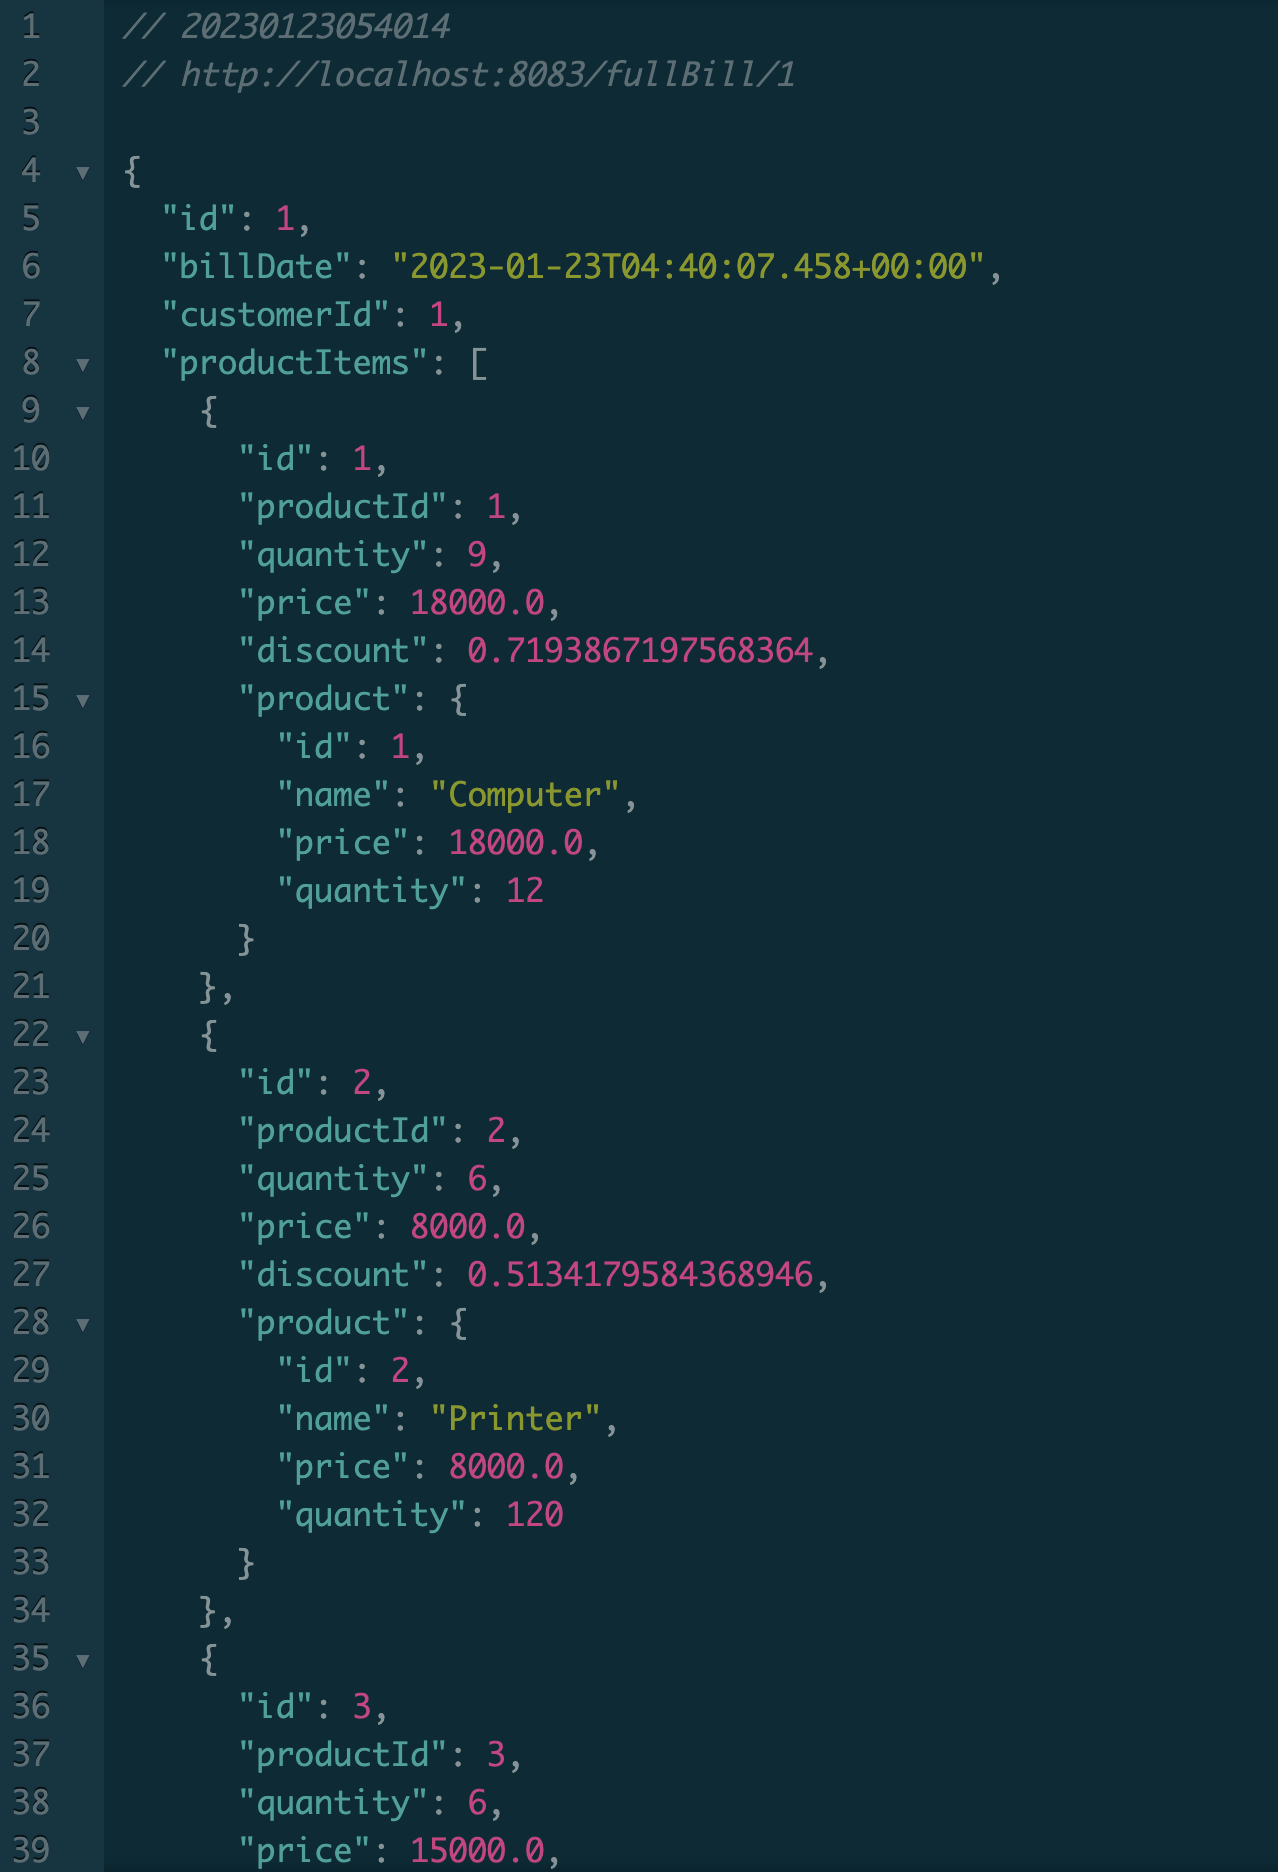 1 // 20230123054014
2 // http://localhost:8083/fullBill/1
3
4 {
5 "id": 1,
6 "billDate": "2023-01-23T04:40:07.458+00:00",
7 "customerId": 1,
8 "productItems": [
9 {
10 "id": 1,
11 "productId": 1,
12 "quantity": 9,
13 "price": 18000.0,
14 "discount": 0.7193867197568364,
15 "product": {
16 "id": 1,
17 "name": "Computer",
18 "price": 18000.0,
19 "quantity": 12
20 }
21 },
22 {
23 "id": 2,
24 "productId": 2,
25 "quantity": 6,
26 "price": 8000.0,
27 "discount": 0.5134179584368946,
28 "product": {
29 "id": 2,
30 "name": "Printer",
31 "price": 8000.0,
32 "quantity": 120
33 }
34 },
35 {
36 "id": 3,
37 "productId": 3,
38 "quantity": 6,
39 "price": 15000.0,